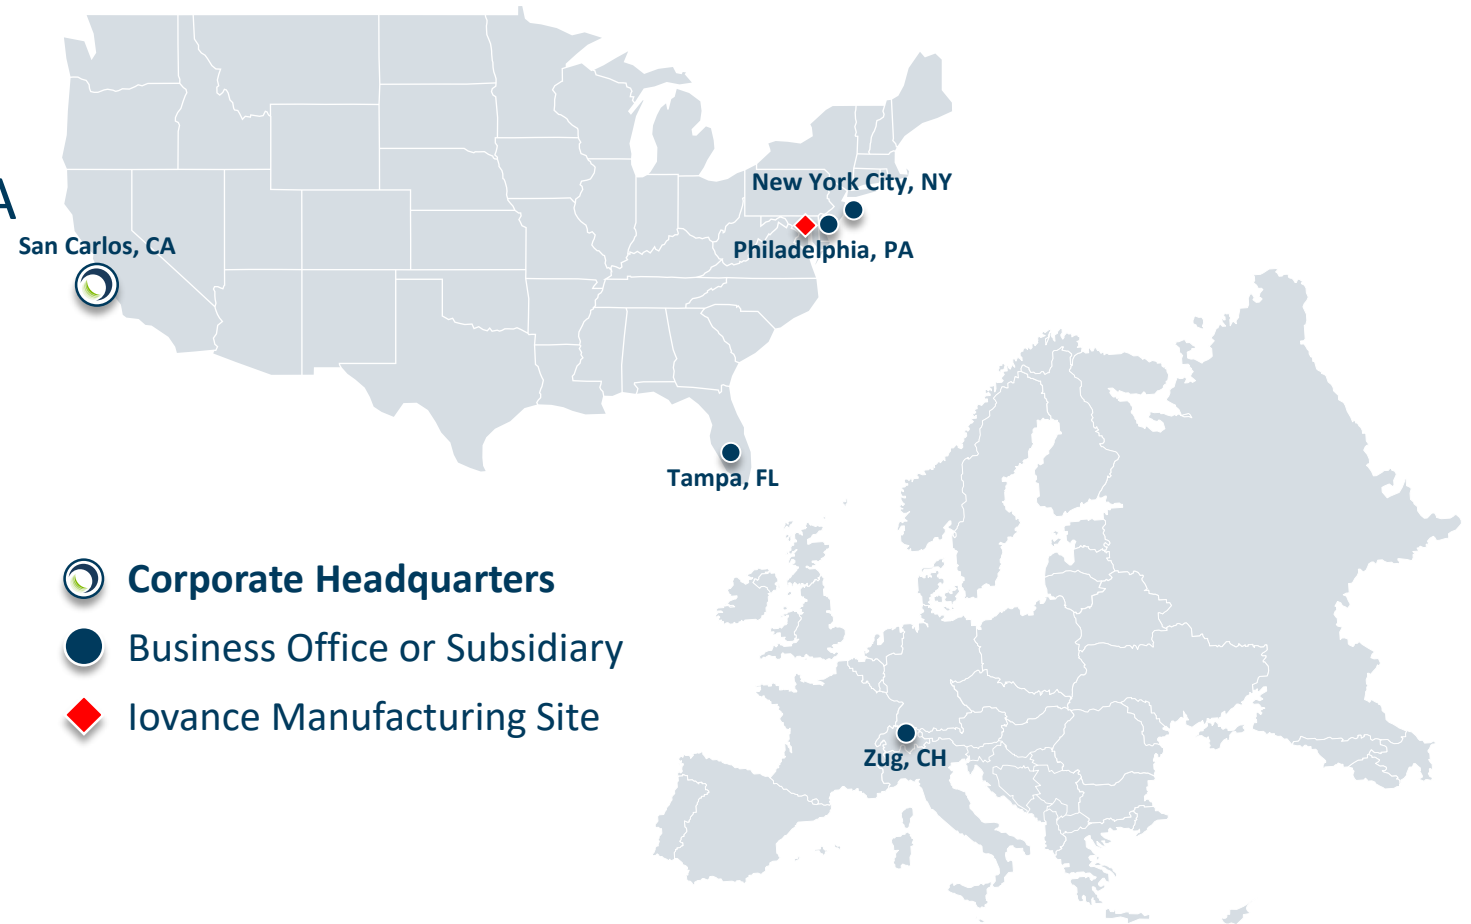 A
New York City, NY
San Carlos, CA
Philadelphia, PA
Tampa, FL
Corporate Headquarters
Business Office or Subsidiary
Iovance Manufacturing Site
Zug, CH